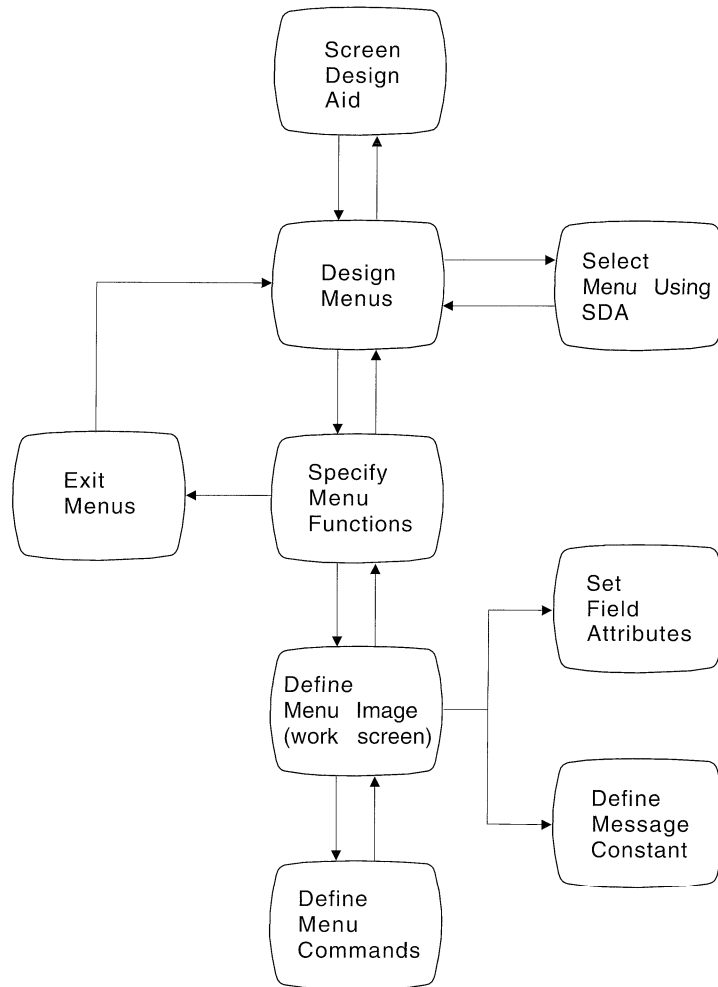 Screen
Design
Aid
Design
Menus
Select
Menu Using
SDA
Exit
Menus
Specify
Menu
Functions
Set
Field
Attributes
Define
Menu Image
(work screen)
Define
Message
Constant
Define
Menu
Commands